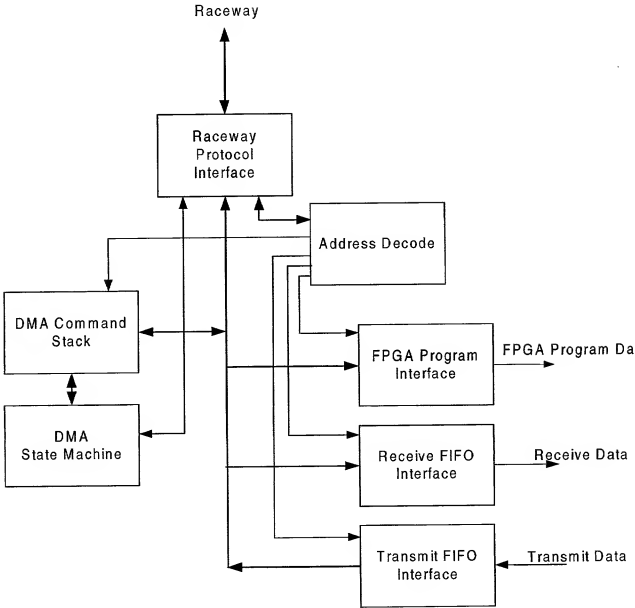 Raceway
Raceway
Protocol
Interface
Address Decode
DMA Command
Stack
FPGA Program
Interface
FPGA Program Da
DMA
State Machine
Receive FIFO
Interface
Receive Data
Transmit FIFO
Interface
Transmit Data